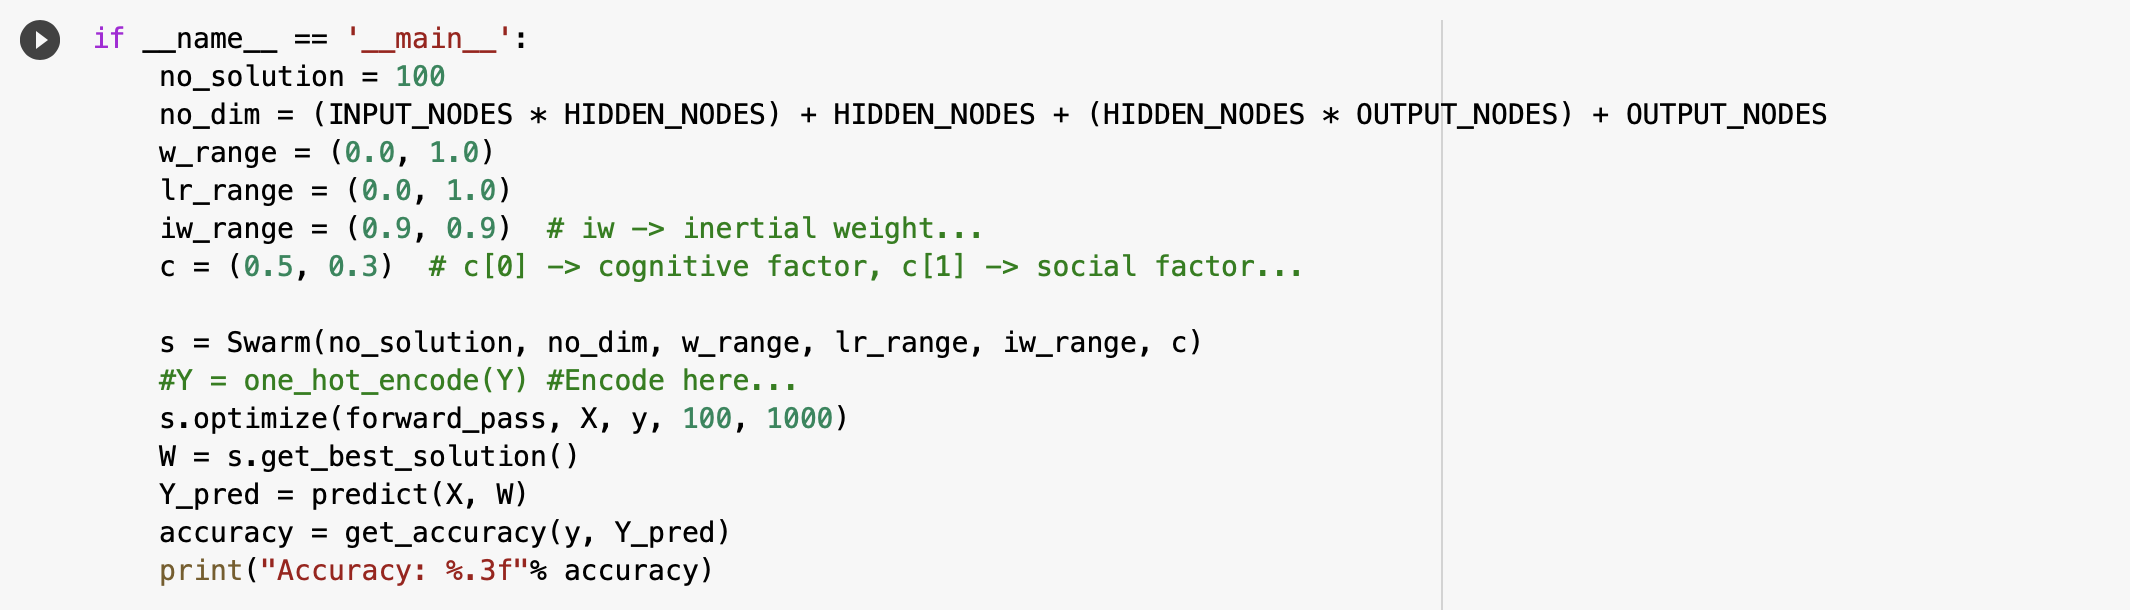 if __name__ == '__main__':
    no_solution = 100
    no_dim = (INPUT_NODES * HIDDEN_NODES) + HIDDEN_NODES + (HIDDEN_NODES * OUTPUT_NODES) + OUTPUT_NODES
    w_range = (0.0, 1.0)
    lr_range = (0.0, 1.0)
    iw_range = (0.9, 0.9)  # iw -> inertial weight...
    c = (0.5, 0.3)  # c[0] -> cognitive factor, c[1] -> social factor...

    s = Swarm(no_solution, no_dim, w_range, lr_range, iw_range, c)
    #Y = one_hot_encode(Y) #Encode here...
    s.optimize(forward_pass, X, y, 100, 1000)
    W = s.get_best_solution()
    Y_pred = predict(X, W)
    accuracy = get_accuracy(y, Y_pred)
    print("Accuracy: %.3f"% accuracy)